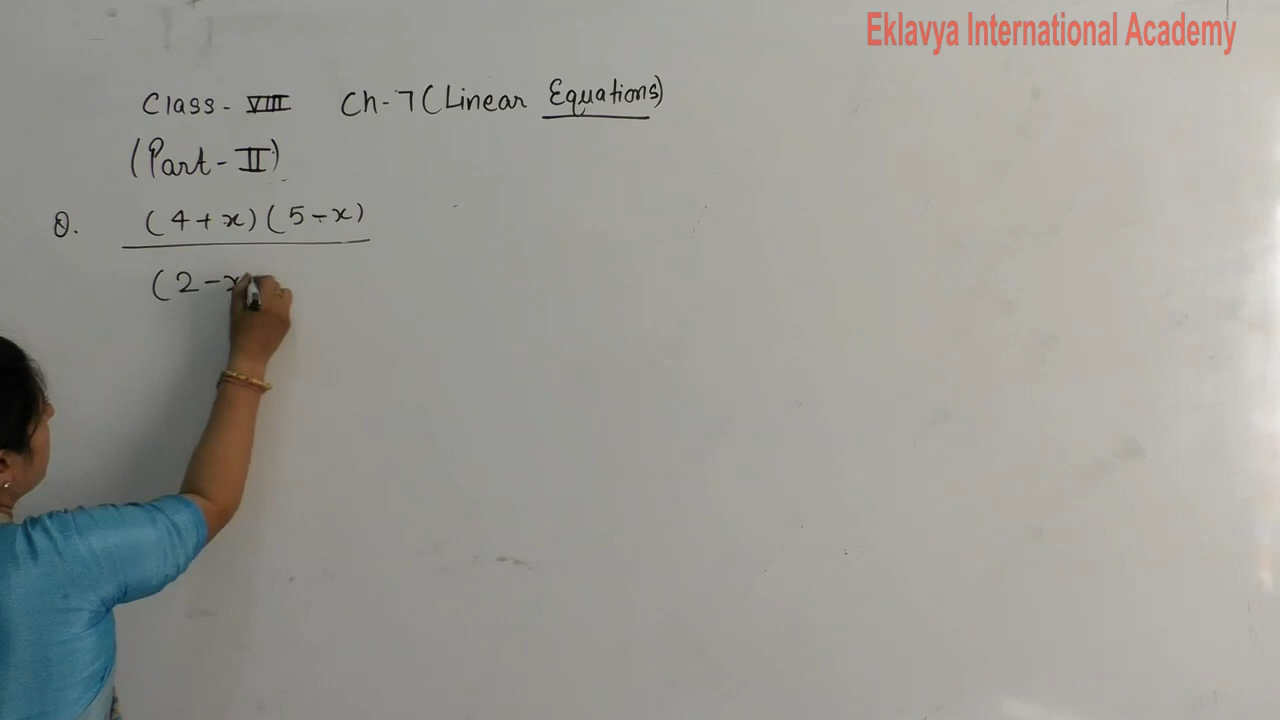 Eklavya International Academy
Class - VIII Ch-7 (Linear Equations)
(Part - II)
Q. (4+x)(5-x)
(2-x